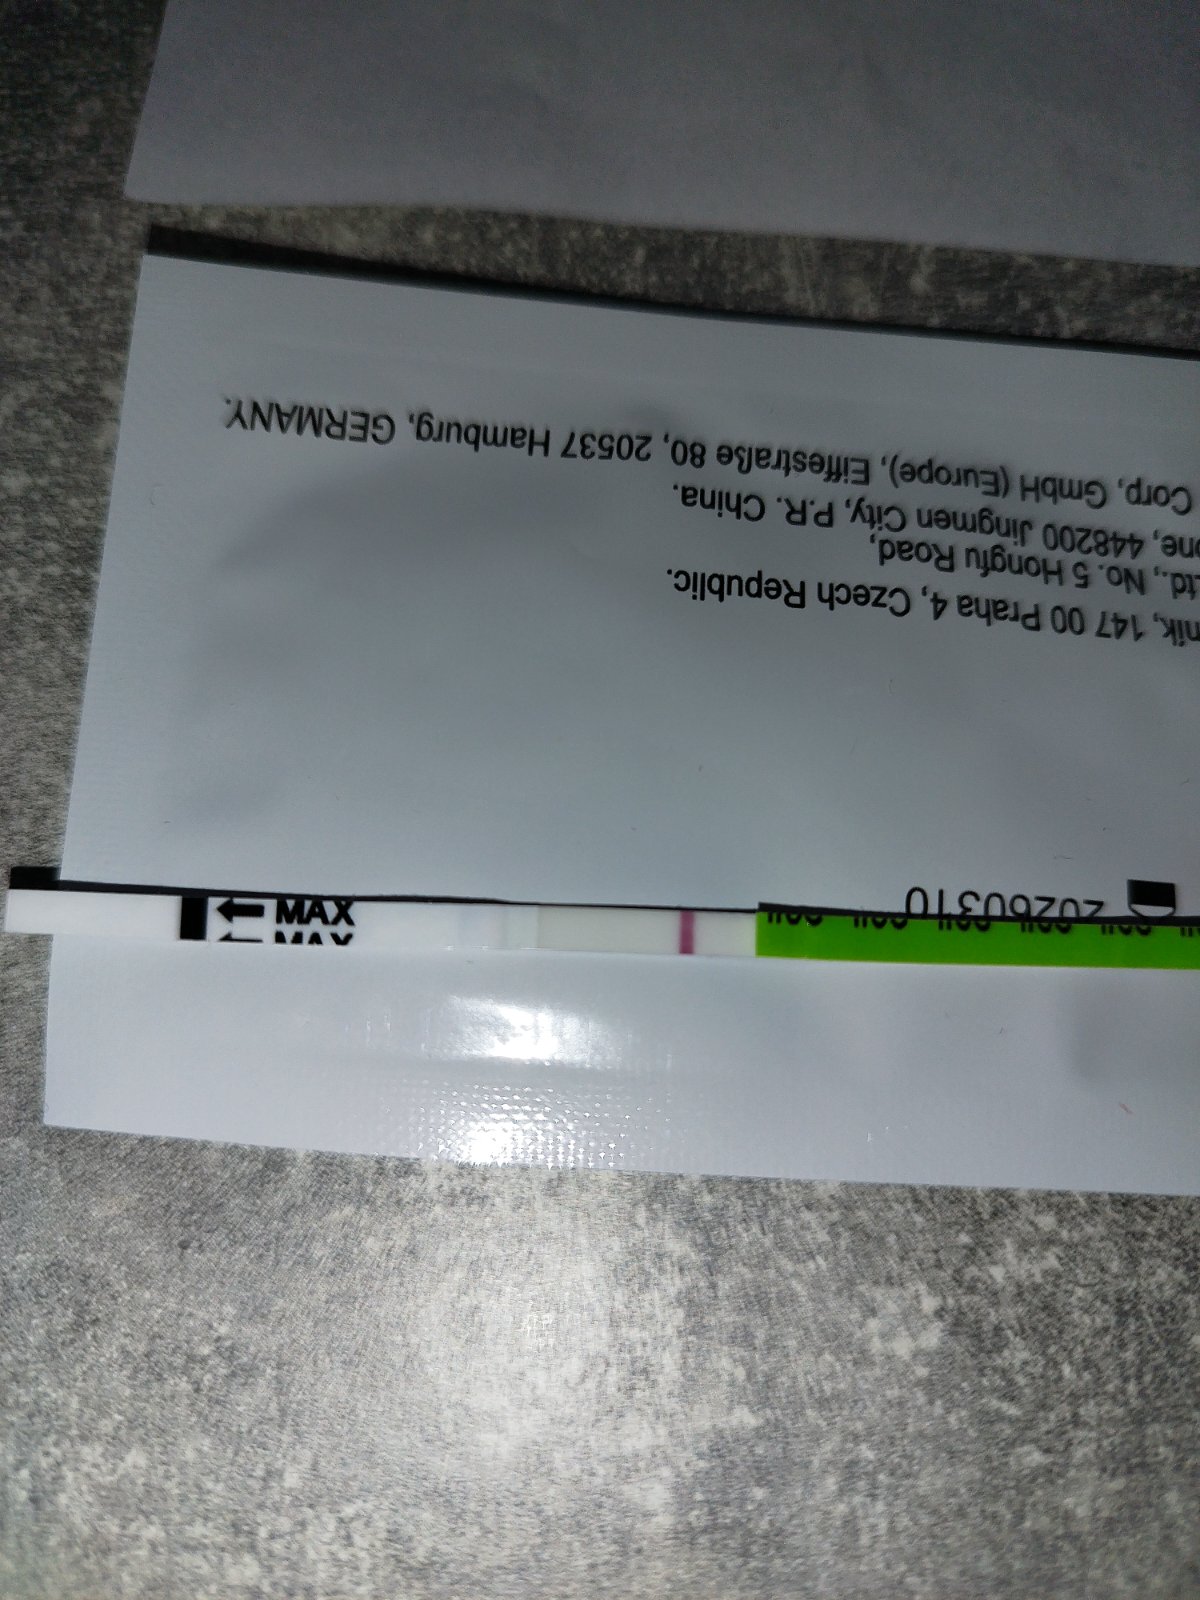 20260310
nik, 147 00 Praha 4, Czech Republic.
Ltd., No. 5 Hongfu Road,
one, 448200 Jingmen City, P.R. China.
Corp, GmbH (Europe), Eiffestraße 80, 20537 Hamburg, GERMANY.
MAX
MAX